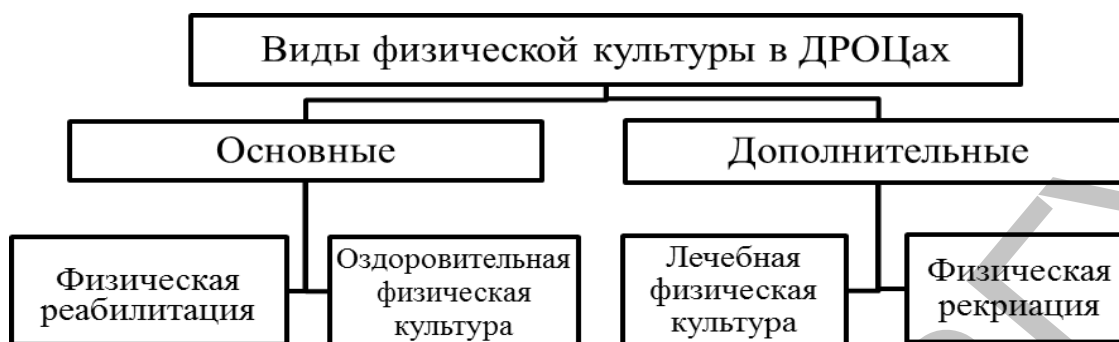 Виды физической культуры в ДРОЦах
Основные
Дополнительные
Физическая
реабилитация
Оздоровительная
физическая
культура
Лечебная
физическая
культура
Физическая
рекриация